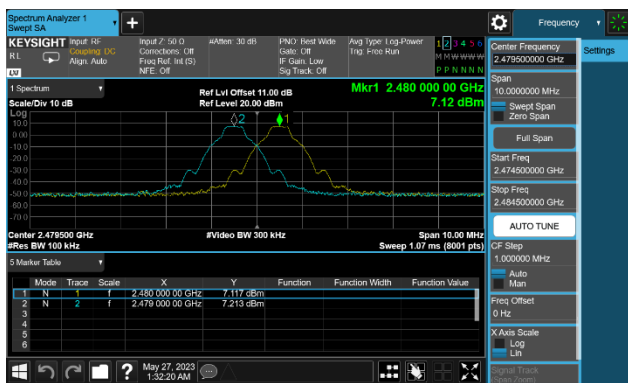 Spectrum Analyzer 1
Swept SA
+
Frequency
KEYSIGHT
Input: RF
Input Z: 50 Ω
#Atten: 30 dB
PNO: Best Wide
Avg Type: Log-Power
1 2 3 4 5 6
RL
Coupling: DC
Corrections: Off
Gate: Off
Trig: Free Run
M M W W W W
Align: Auto
Freq Ref: Int (S)
IF Gain: Low
NFE: Off
Sig Track: Off
P P N N N N
LXI
1 Spectrum
Ref Lvl Offset 11.00 dB
Mkr1 2.480 000 00 GHz
Scale/Div 10 dB
Ref Level 20.00 dBm
7.12 dBm
Log
2
1
10.0
0.00
-10.0
-20.0
-30.0
-40.0
-50.0
-60.0
-70.0
Center 2.479500 GHz
#Video BW 300 kHz
Span 10.00 MHz
#Res BW 100 kHz
Sweep 1.07 ms (8001 pts)
5 Marker Table
Mode Trace Scale X Y Function Function Width Function Value
1 N 1 f 2.480 000 00 GHz 7.117 dBm
2 N 2 f 2.479 000 00 GHz 7.213 dBm
3
4
5
6
?
May 27, 2023
1:32:20 AM
Center Frequency
2.479500000 GHz
Settings
Span
10.0000000 MHz
Swept Span
Zero Span
Full Span
Start Freq
2.474500000 GHz
Stop Freq
2.484500000 GHz
AUTO TUNE
CF Step
1.000000 MHz
Auto
Man
Freq Offset
0 Hz
X Axis Scale
Log
Lin
Signal Track
(Span Zoom)